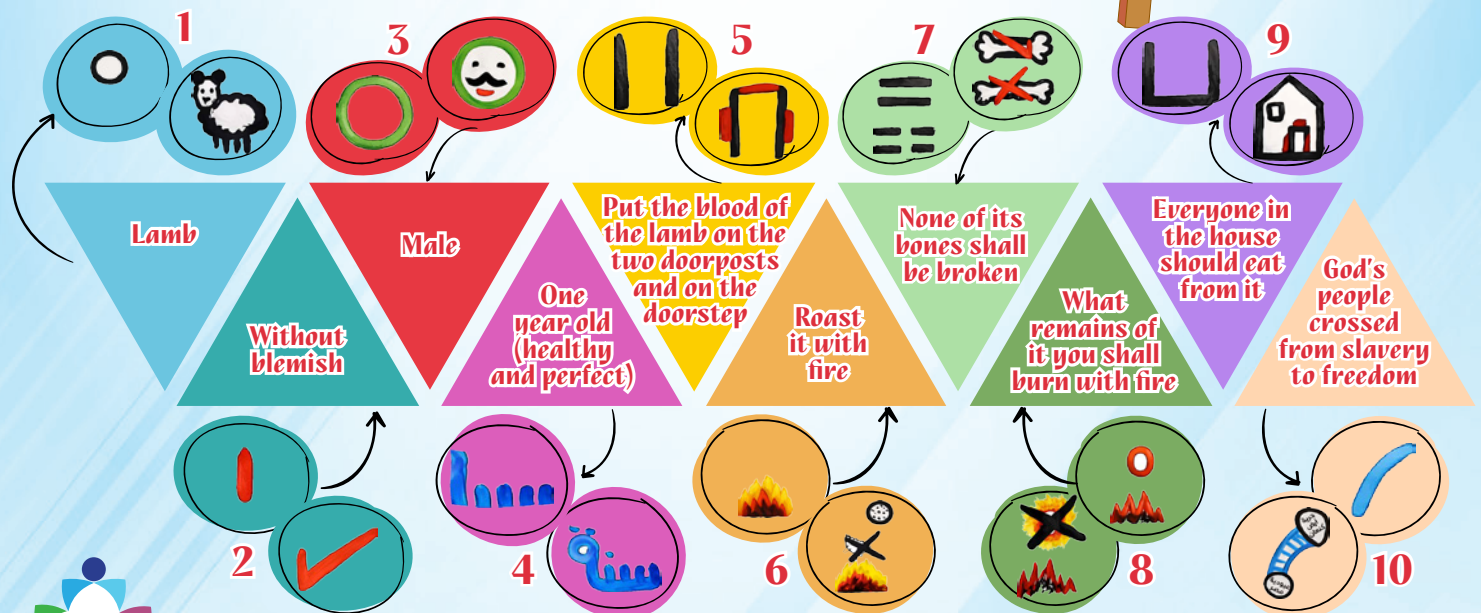 1
Lamb
2
Without
blemish
3
Male
4
One
year old
(healthy
and perfect)
5
Put the blood of
the lamb on the
two doorposts
and on the
doorstep
6
Roast
it with
fire
7
None of its
bones shall
be broken
8
What
remains of
it you shall
burn with fire
9
Everyone in
the house
should eat
from it
10
God's
people
crossed
from slavery
to freedom